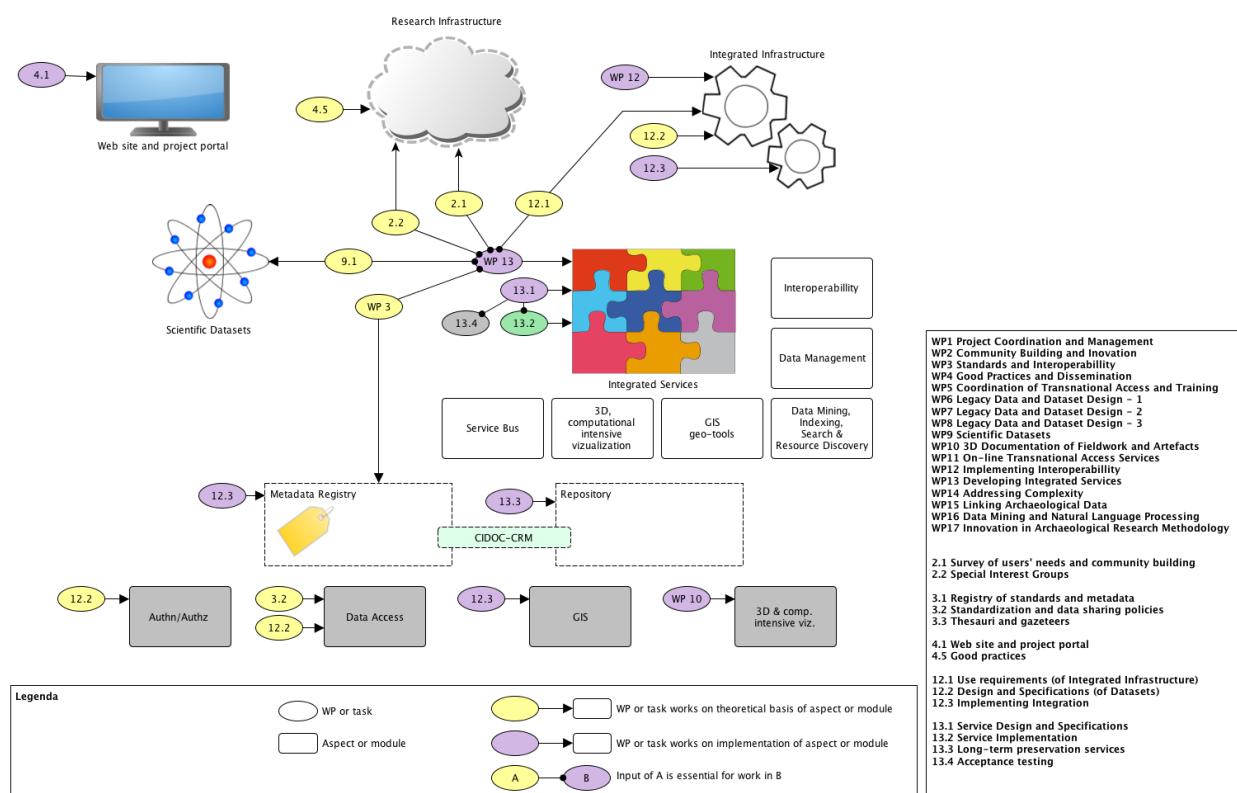 Research Infrastructure
Integrated Infrastructure
4.1
WP 12
4.5
Web site and project portal
12.2
12.3
2.2
2.1
12.1
9.1
WP 13
WP 3
13.1
13.4
13.2
Scientific Datasets
Integrated Services
Interoperabillity
Data Management
Service Bus
3D,
computational
intensive
vizualization
GIS
geo-tools
Data Mining,
Indexing,
Search &
Resource Discovery
12.3
Metadata Registry
13.3
Repository
CIDOC-CRM
12.2
Authn/Authz
3.2
12.2
Data Access
12.3
GIS
WP 10
3D & comp.
intensive viz.
WP1 Project Coordination and Management
WP2 Community Building and Inovation
WP3 Standards and Interoperabillity
WP4 Good Practices and Dissemination
WP5 Coordination of Transnational Access and Training
WP6 Legacy Data and Dataset Design - 1
WP7 Legacy Data and Dataset Design - 2
WP8 Legacy Data and Dataset Design - 3
WP9 Scientific Datasets
WP10 3D Documentation of Fieldwork and Artefacts
WP11 On-line Transnational Access Services
WP12 Implementing Interoperabillity
WP13 Developing Integrated Services
WP14 Addressing Complexity
WP15 Linking Archaeological Data
WP16 Data Mining and Natural Language Processing
WP17 Innovation in Archaeological Research Methodology
2.1 Survey of users' needs and community building
2.2 Special Interest Groups
3.1 Registry of standards and metadata
3.2 Standardization and data sharing policies
3.3 Thesauri and gazeteers
4.1 Web site and project portal
4.5 Good practices
12.1 Use requirements (of Integrated Infrastructure)
12.2 Design and Specifications (of Datasets)
12.3 Implementing Integration
13.1 Service Design and Specifications
13.2 Service Implementation
13.3 Long-term preservation services
13.4 Acceptance testing
Legenda
WP or task
Aspect or module
WP or task works on theoretical basis of aspect or module
WP or task works on implementation of aspect or module
A
B
Input of A is essential for work in B